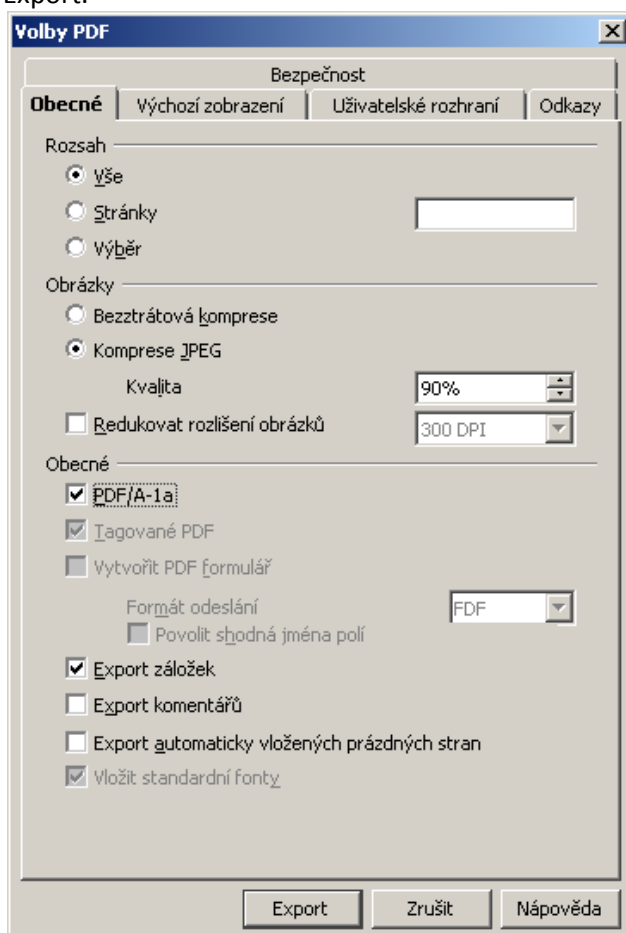 Export.
Volby PDF
Bezpečnost
Obecné Výchozí zobrazení Uživatelské rozhraní Odkazy
Rozsah
Vše
Stránky
Výběr
Obrázky
Bezztrátová komprese
Komprese JPEG
Kvalita 90%
Redukovat rozlišení obrázků 300 DPI
Obecné
PDF/A-1a
Tagované PDF
Vytvořit PDF formulář
Formát odeslání FDF
Povolit shodná jména polí
Export záložek
Export komentářů
Export automaticky vložených prázdných stran
Vložit standardní fonty
Export Zrušit Nápověda